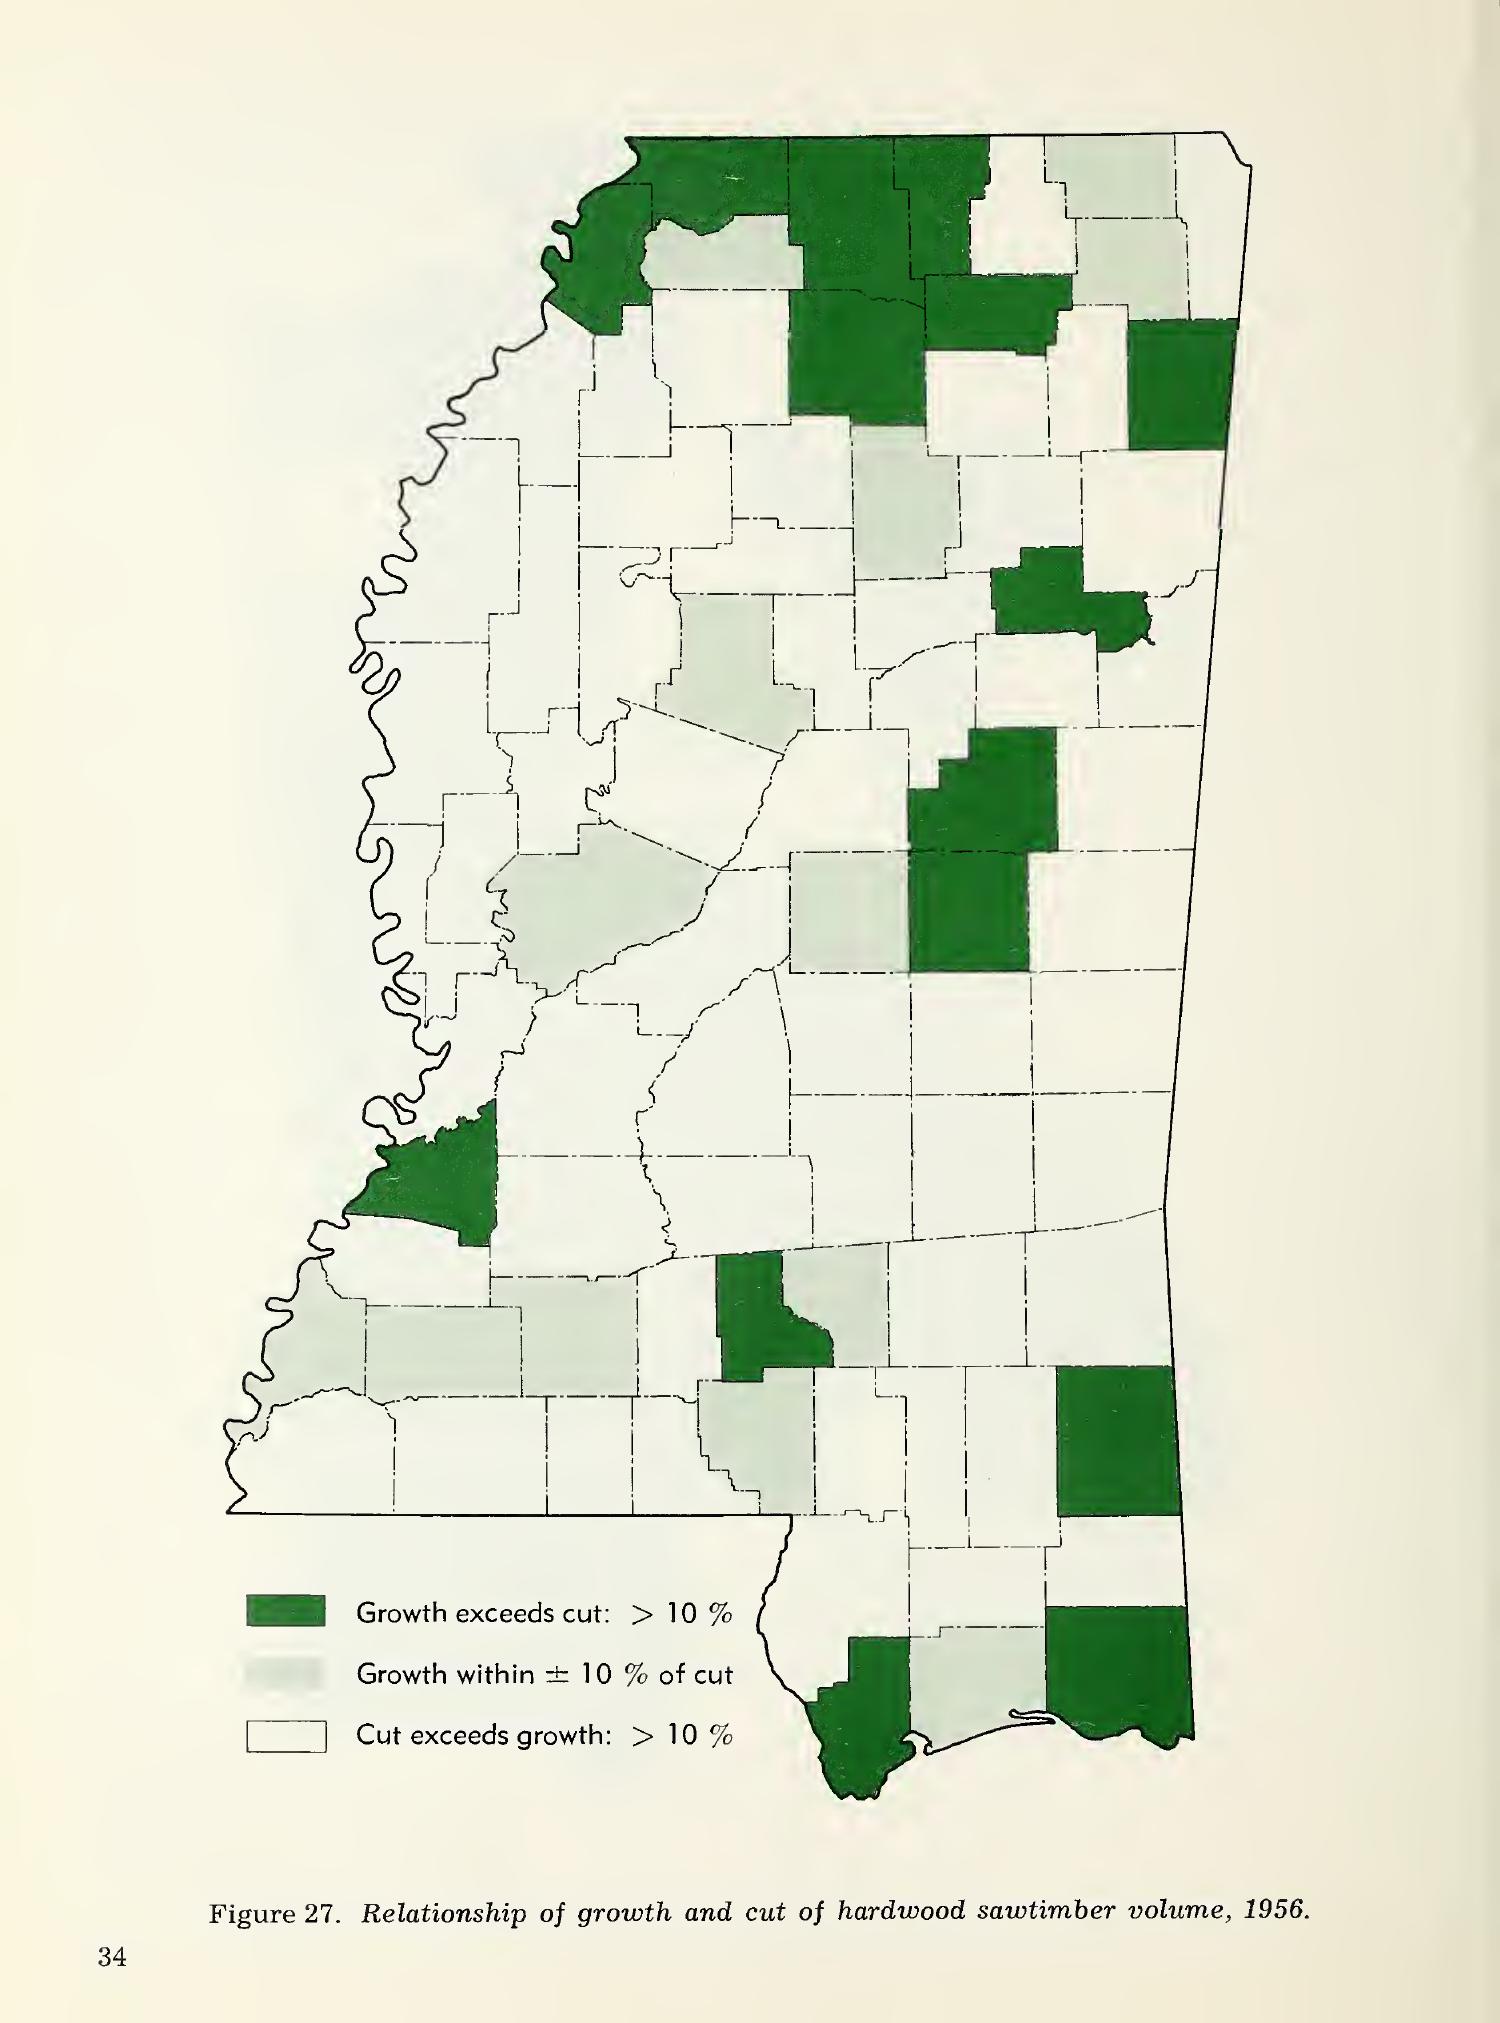 Growth exceeds cut: > 10 %
Growth within ± 10 % of cut
Cut exceeds growth: > 10 %
Figure 27. Relationship of growth and cut of hardwood sawtimber volume, 1956.
34